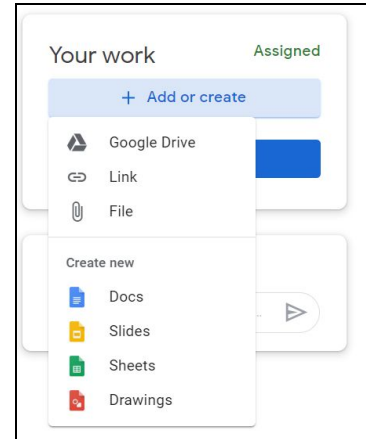 Your work
Assigned
+ Add or create
Google Drive
Link
File
Create new
Docs
Slides
Sheets
Drawings